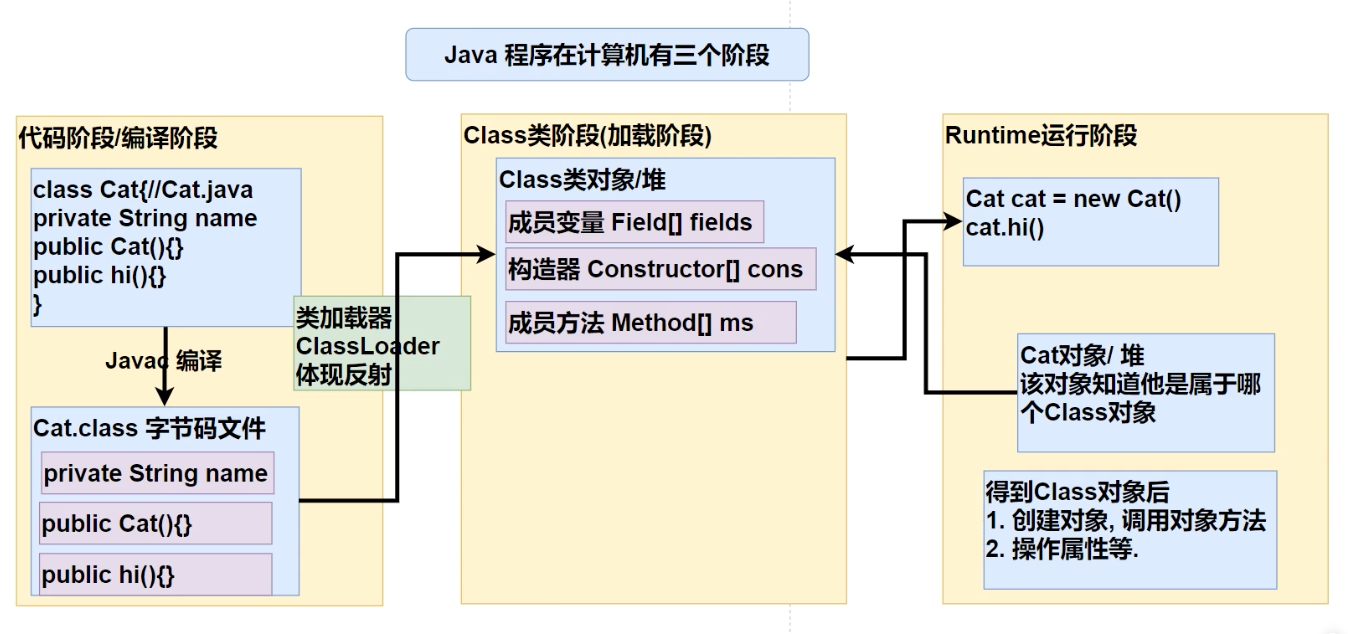 Java 程序在计算机有三个阶段
代码阶段/编译阶段
class Cat{//Cat.java
private String name
public Cat(){}
public hi(){}
}
Javac 编译
Cat.class 字节码文件
private String name
public Cat(){}
public hi(){}
类加载器
ClassLoader
体现反射
Class类阶段(加载阶段)
Class类对象/堆
成员变量 Field[] fields
构造器 Constructor[] cons
成员方法 Method[] ms
Runtime运行阶段
Cat cat = new Cat()
cat.hi()
Cat对象/ 堆
该对象知道他是属于哪
个Class对象
得到Class对象后
1. 创建对象, 调用对象方法
2. 操作属性等.